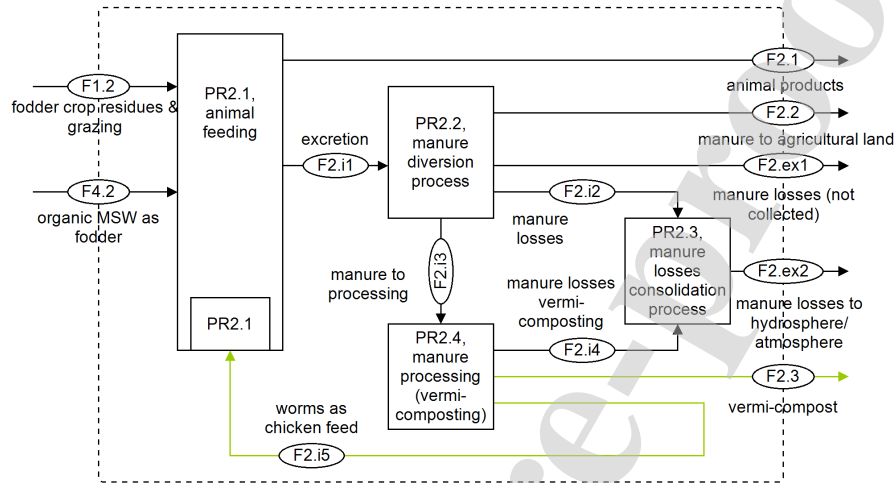 F1.2
fodder crop residues &
grazing
F4.2
organic MSW as
fodder
PR2.1,
animal
feeding
PR2.1
excretion
F2.i1
PR2.2,
manure
diversion
process
F2.1
animal products
F2.2
manure to agricultural land
F2.ex1
manure losses (not
collected)
F2.i2
manure
losses
F2.i3
manure to
processing
PR2.3,
manure
losses
consolidation
process
F2.ex2
manure losses to
hydrosphere/
atmosphere
manure losses
vermi-
composting
F2.i4
PR2.4,
manure
processing
(vermi-
composting)
F2.3
vermi-compost
worms as
chicken feed
F2.i5
ie-proo